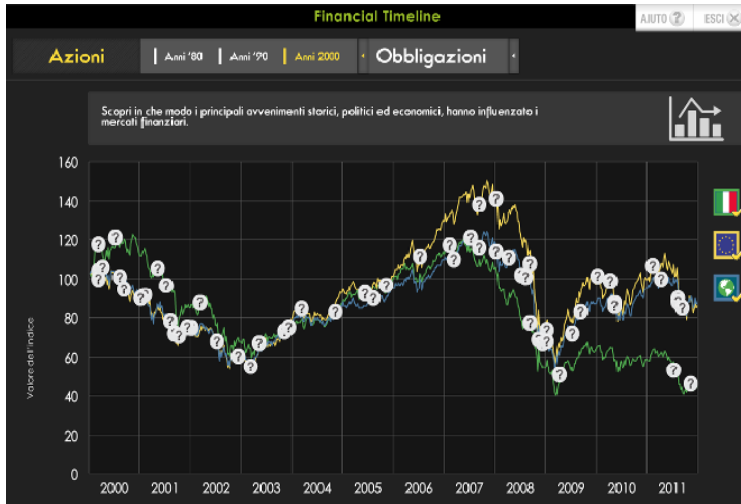 Financial Timeline
AIUTO ?
ESCI
Azioni
Anni '80
Anni '90
Anni 2000
Obbligazioni
Scopri in che modo i principali avvenimenti storici, politici ed economici, hanno influenzato i
mercati finanziari.
160
140
120
100
80
60
40
20
0
Valore dell'indice
2000 2001 2002 2003 2004 2005 2006 2007 2008 2009 2010 2011